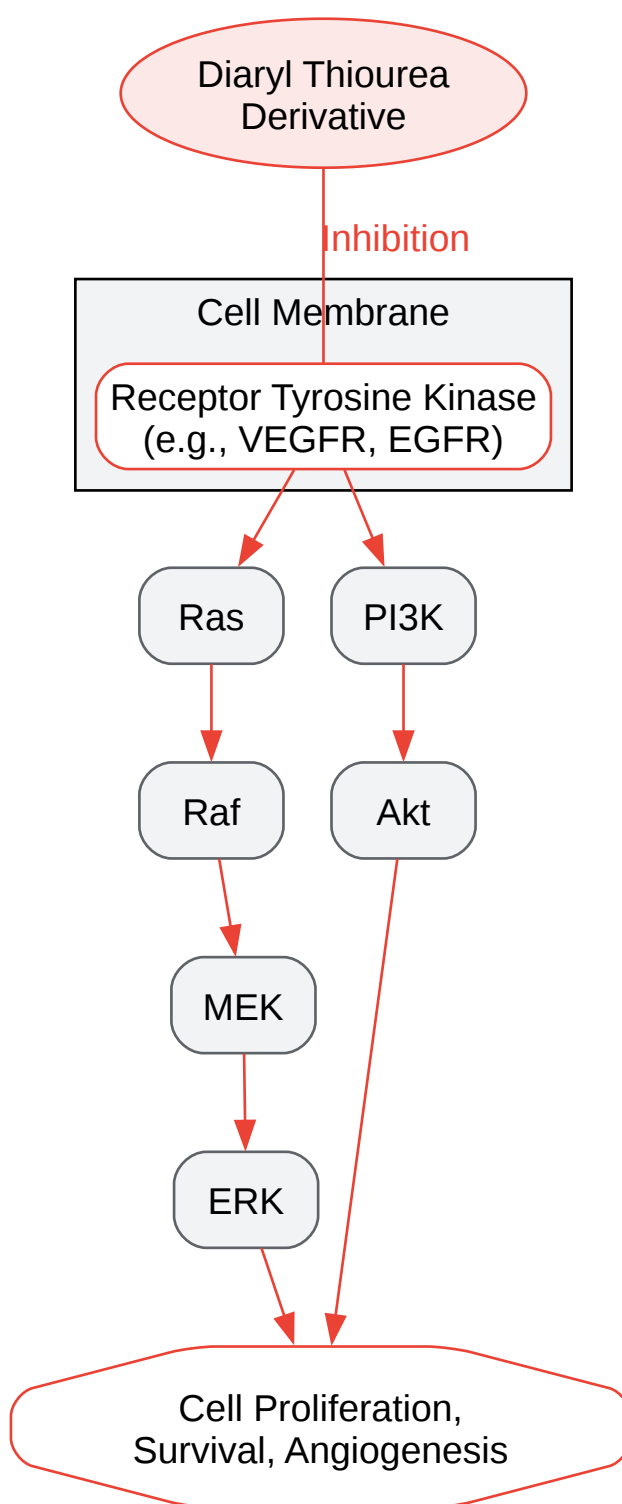 Diaryl Thiourea
Derivative
Inhibition
Cell Membrane
Receptor Tyrosine Kinase
(e.g., VEGFR, EGFR)
Ras
PI3K
Raf
Akt
MEK
ERK
Cell Proliferation,
Survival, Angiogenesis